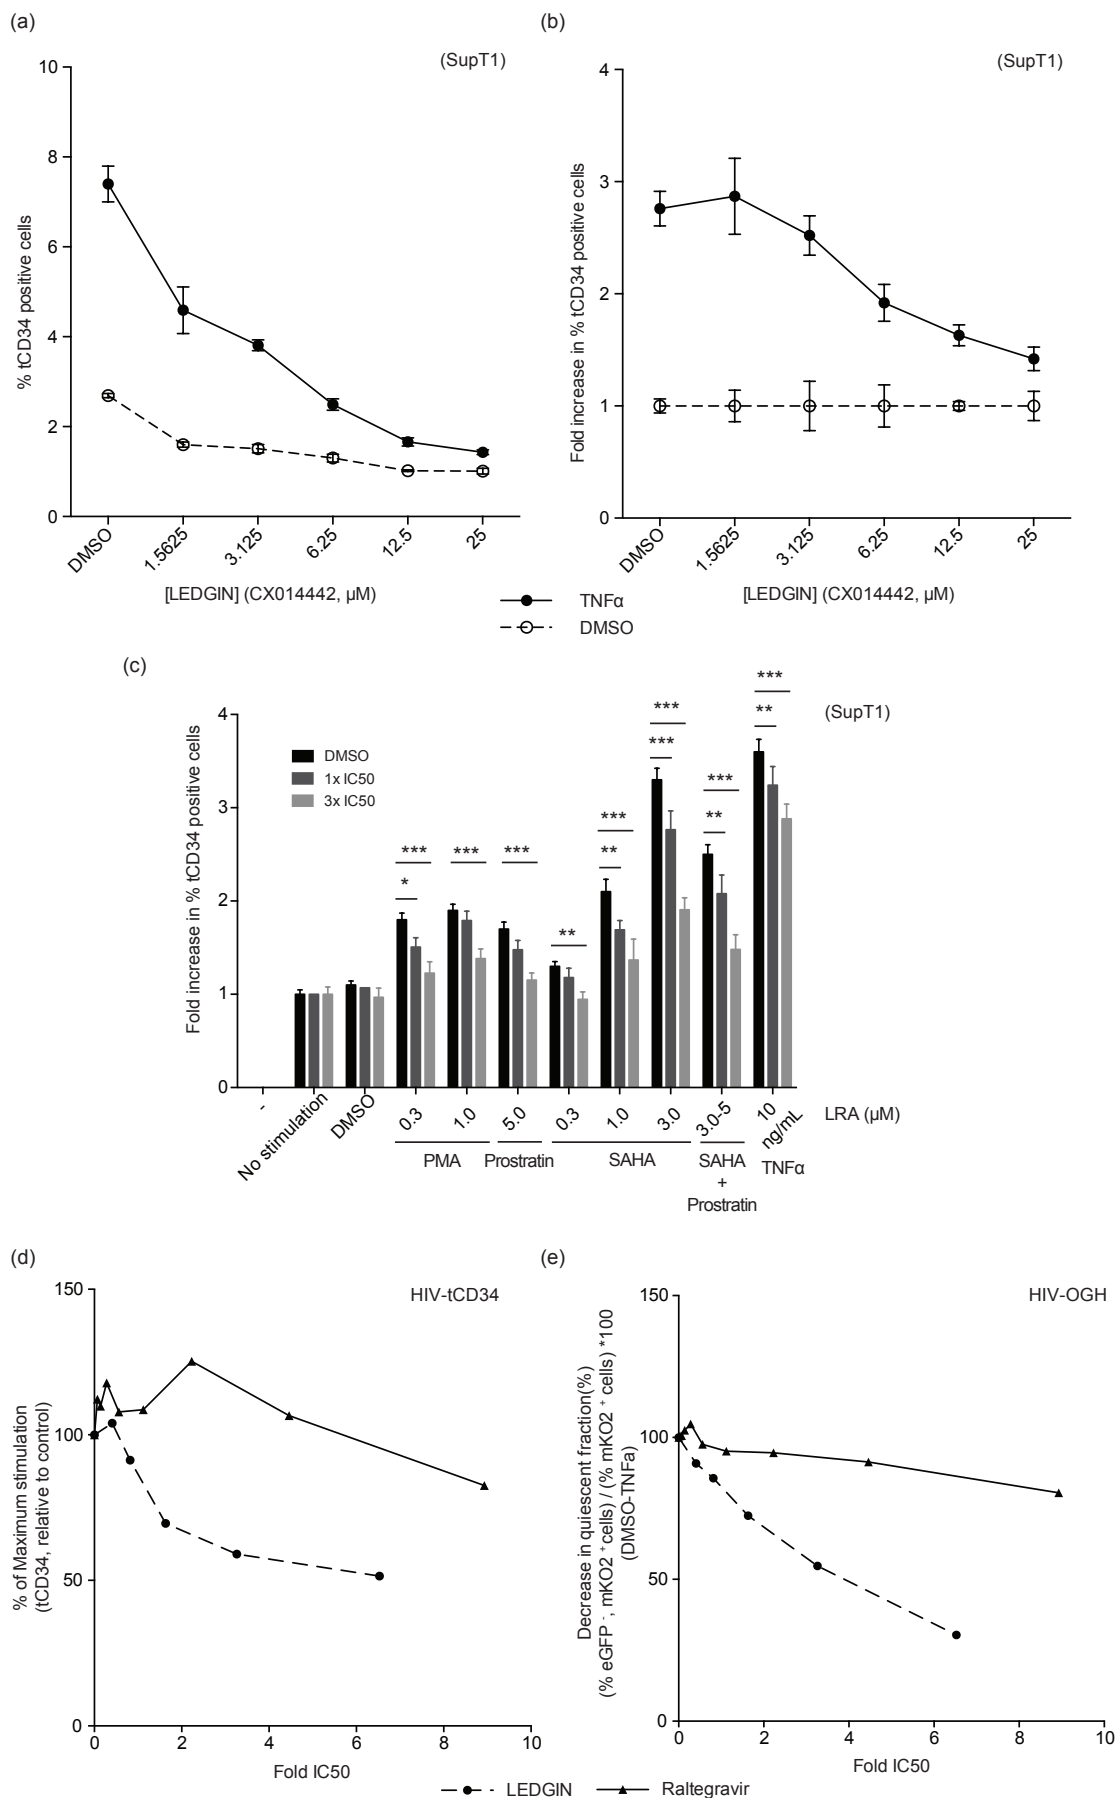 (a)
(SupT1)
% tCD34 positive cells
10
8
6
4
2
0
DMSO
1.5625
3.125
6.25
12.5
25
[LEDGIN] (CX014442, µM)
(b)
(SupT1)
Fold increase in % tCD34 positive cells
4
3
2
1
0
DMSO
1.5625
3.125
6.25
12.5
25
[LEDGIN] (CX014442, µM)
TNFα
DMSO
(c)
(SupT1)
Fold increase in % tCD34 positive cells
4
3
2
1
0
DMSO
1x IC50
3x IC50
***
*
***
***
**
***
**
***
***
***
**
***
**
-
No stimulation
DMSO
0.3
1.0
5.0
0.3
1.0
3.0
3.0-5
10
ng/mL
LRA (µM)
PMA
Prostratin
SAHA
SAHA
+
Prostratin
TNFα
(d)
HIV-tCD34
% of Maximum stimulation
(tCD34, relative to control)
150
100
50
0
0
2
4
6
8
10
Fold IC50
(e)
HIV-OGH
Decrease in quiescent fraction(%)
(% eGFP -, mKO2 +cells) / (% mKO2 + cells) *100
(DMSO-TNFa)
150
100
50
0
0
2
4
6
8
10
Fold IC50
LEDGIN
Raltegravir